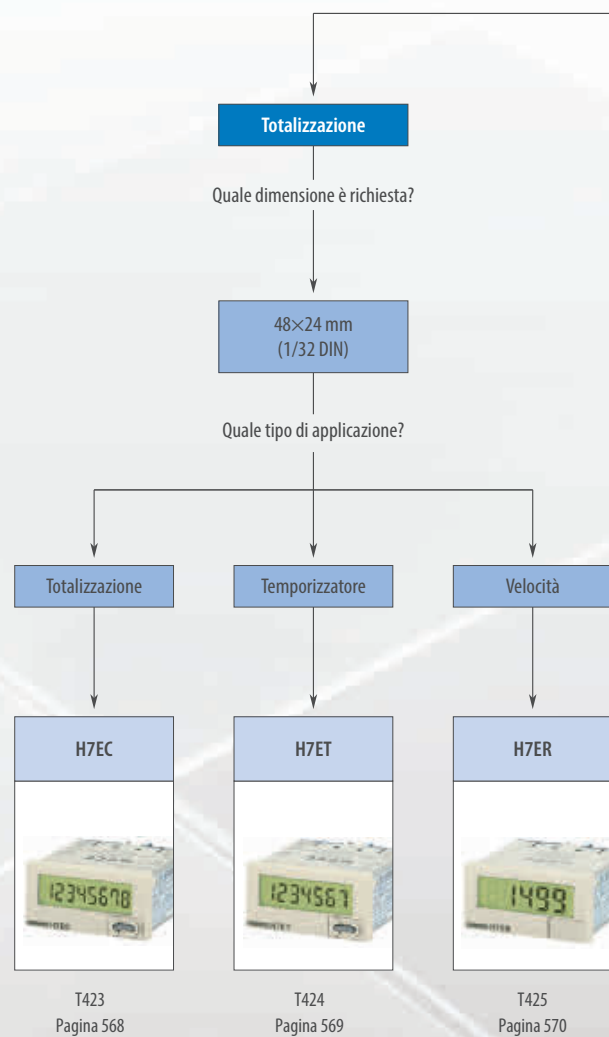 Totalizzazione
Quale dimensione è richiesta?
48×24 mm
(1/32 DIN)
Quale tipo di applicazione?
Totalizzazione
Temporizzatore
Velocità
H7EC
H7ET
H7ER
12345678
1234567
1499
T423
T424
T425
Pagina 568
Pagina 569
Pagina 570